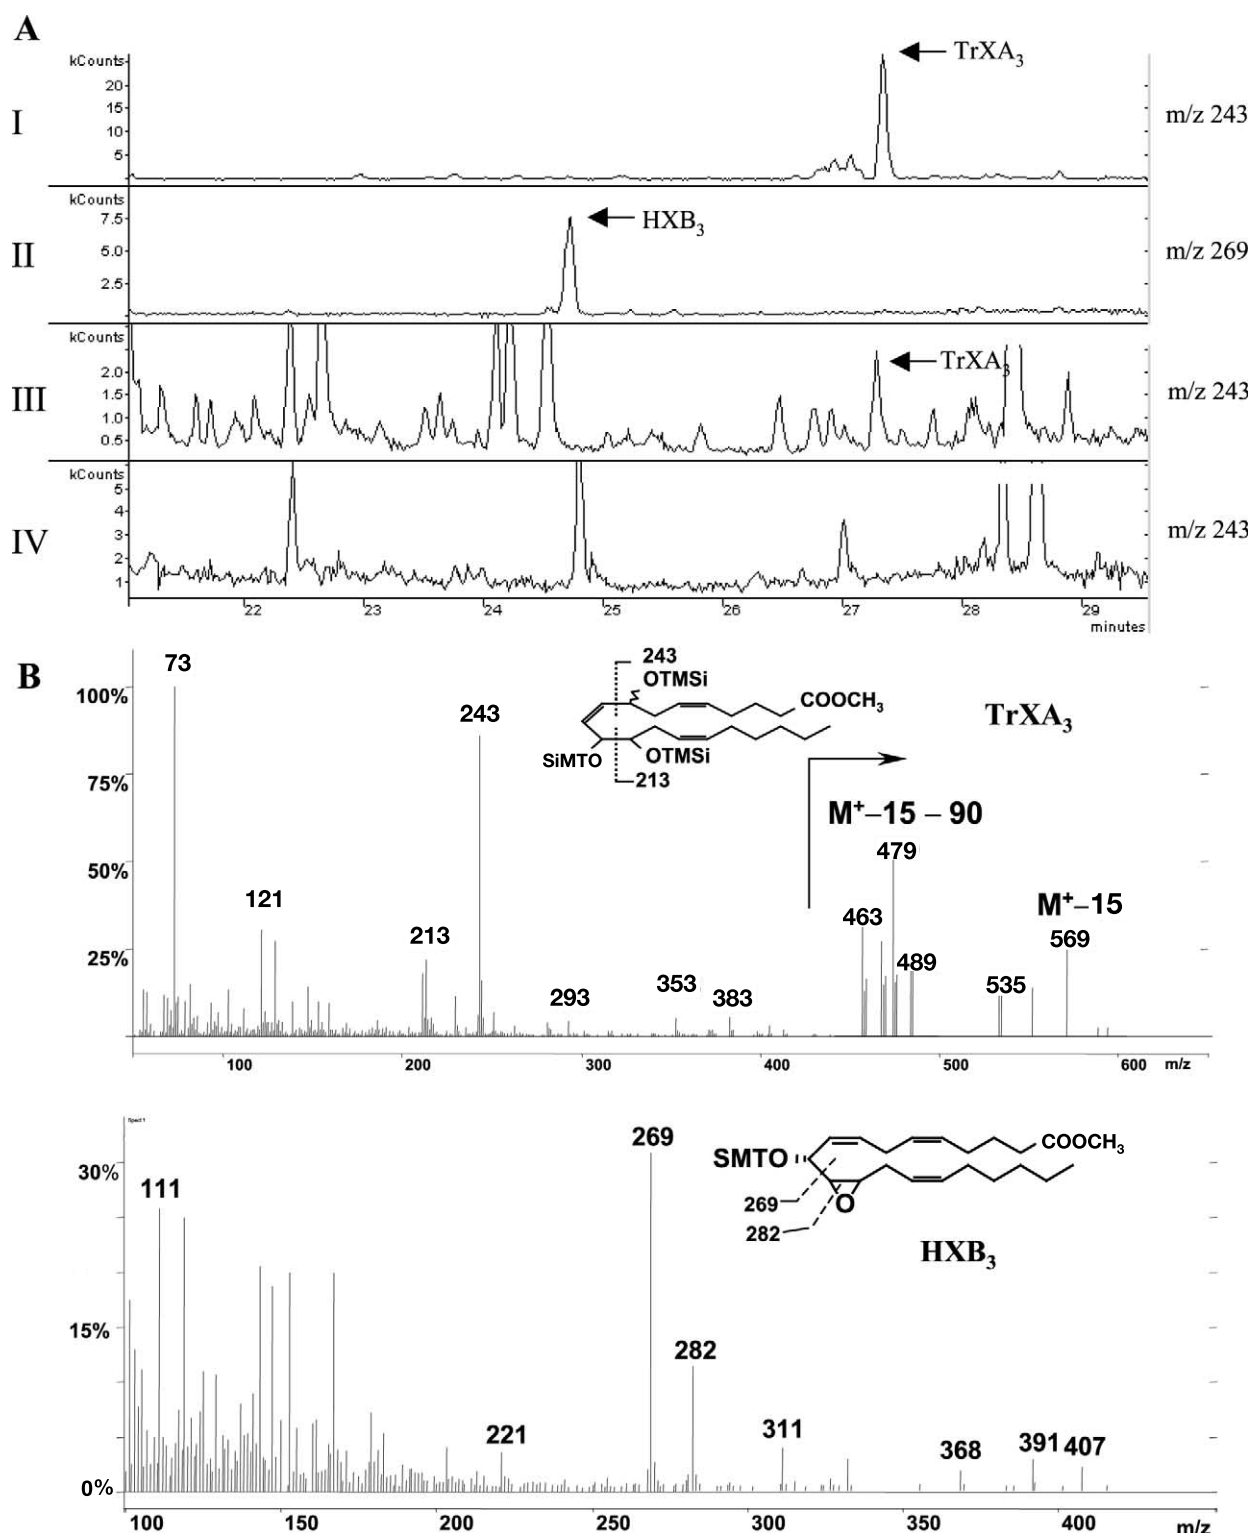 A
kCounts
20
15
10
5
I
TrXA3
m/z 243
kCounts
7.5
5.0
2.5
II
HXB3
m/z 269
kCounts
2.0
1.5
1.0
0.5
III
TrXA3
m/z 243
kCounts
5
4
3
2
1
IV
m/z 243
22 23 24 25 26 27 28 29
minutes
B
73
100%
243
OTMSi
COOCH3
SiMTO
OTMSi
213
TrXA3
243
75%
M+–15 – 90
50%
479
121
463
M+–15
213
569
25%
489
293
353
383
535
100 200 300 400 500 600 m/z
Spect 1
30%
111
269
SMTO
COOCH3
269
O
282
HXB3
15%
282
221
311
368
391
407
0%
100 150 200 250 300 350 400 m/z